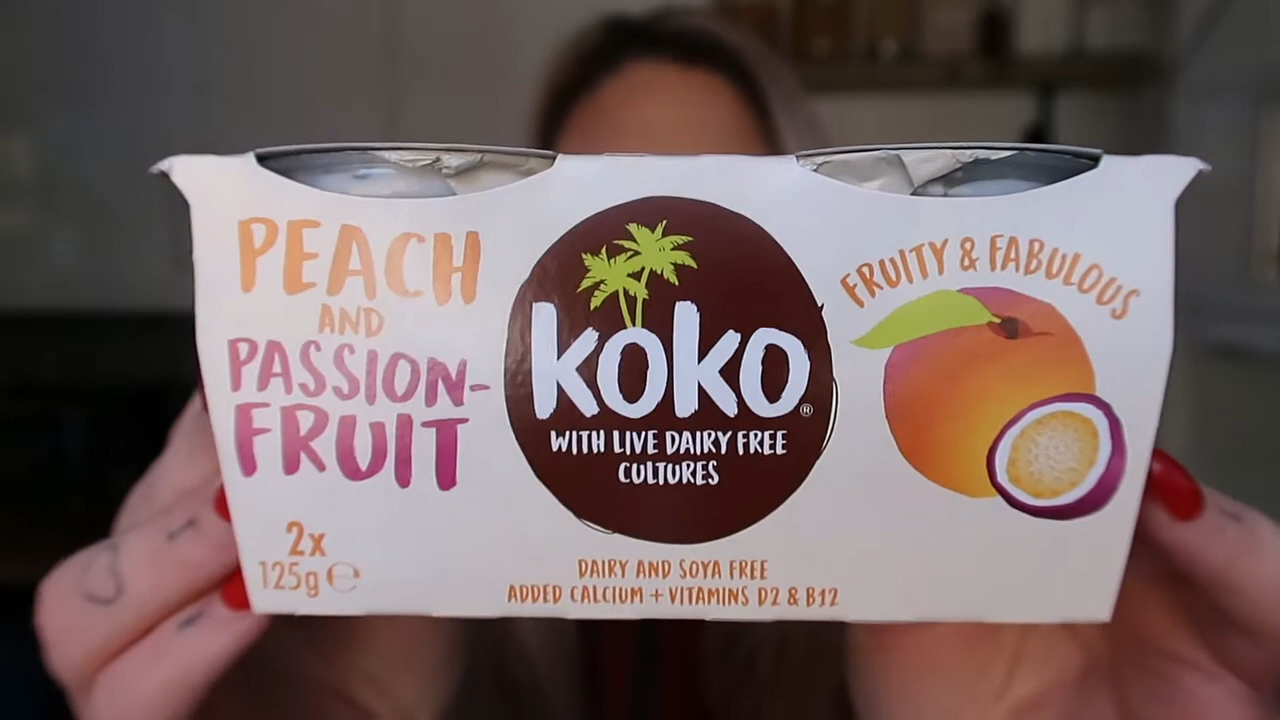 PEACH
AND
PASSION-
FRUIT
2x
125g ℮
koko®
WITH LIVE DAIRY FREE
CULTURES
FRUITY & FABULOUS
DAIRY AND SOYA FREE
ADDED CALCIUM + VITAMINS D2 & B12